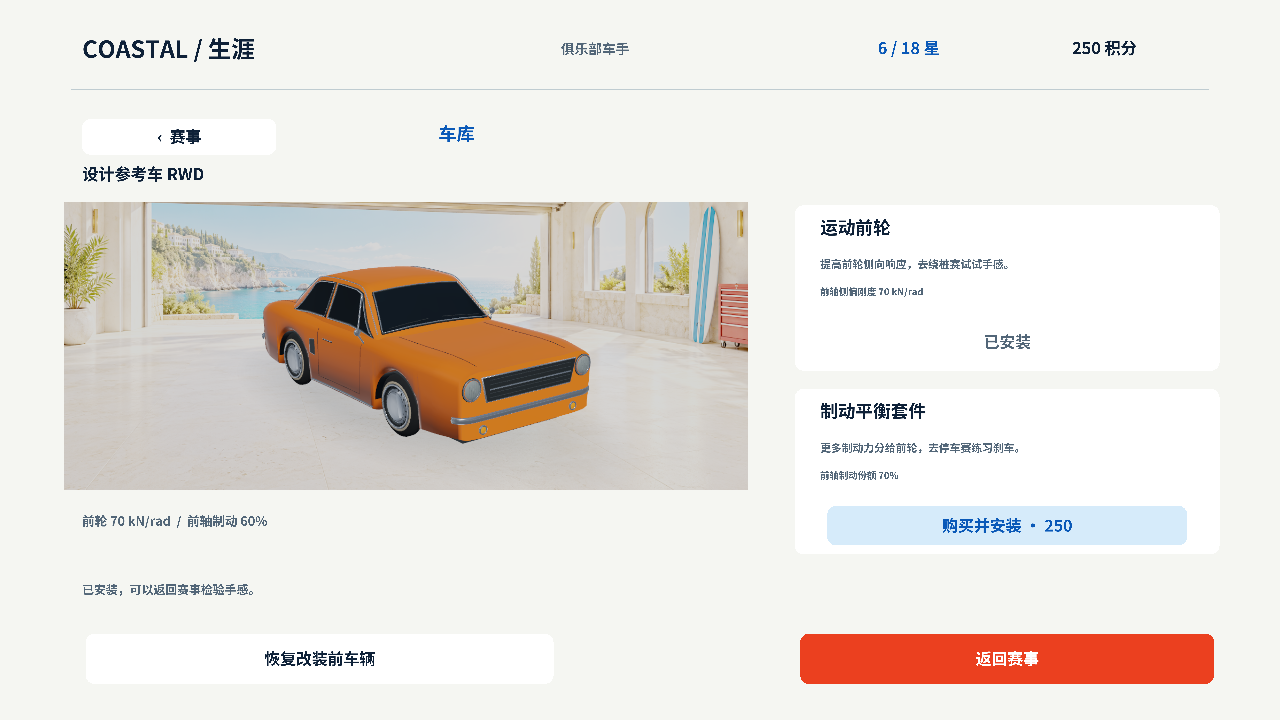 COASTAL / 生涯
俱乐部车手
6 / 18 星
250 积分
‹ 赛事
车库
设计参考车 RWD
运动前轮
提高前轮侧向响应，去绕桩赛试试手感。
前轴侧偏刚度 70 kN/rad
已安装
制动平衡套件
更多制动力分给前轮，去停车赛练习刹车。
前轴制动份额 70%
购买并安装 · 250
前轮 70 kN/rad / 前轴制动 60%
已安装，可以返回赛事检验手感。
恢复改装前车辆
返回赛事